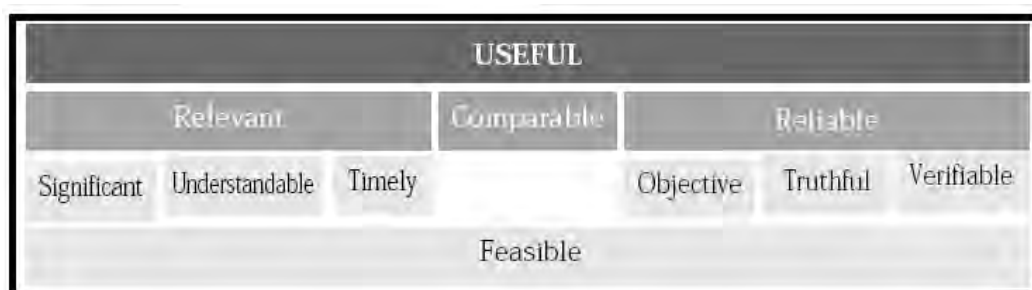 USEFUL
Relevant Comparable Reliable
Significant Understandable Timely Objective Truthful Verifiable
Feasible